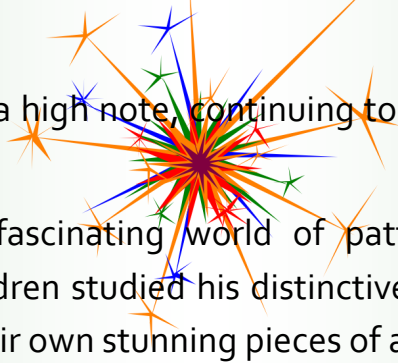 a high note, continuing to
fascinating world of patt
dren studied his distinctive
ir own stunning pieces of a